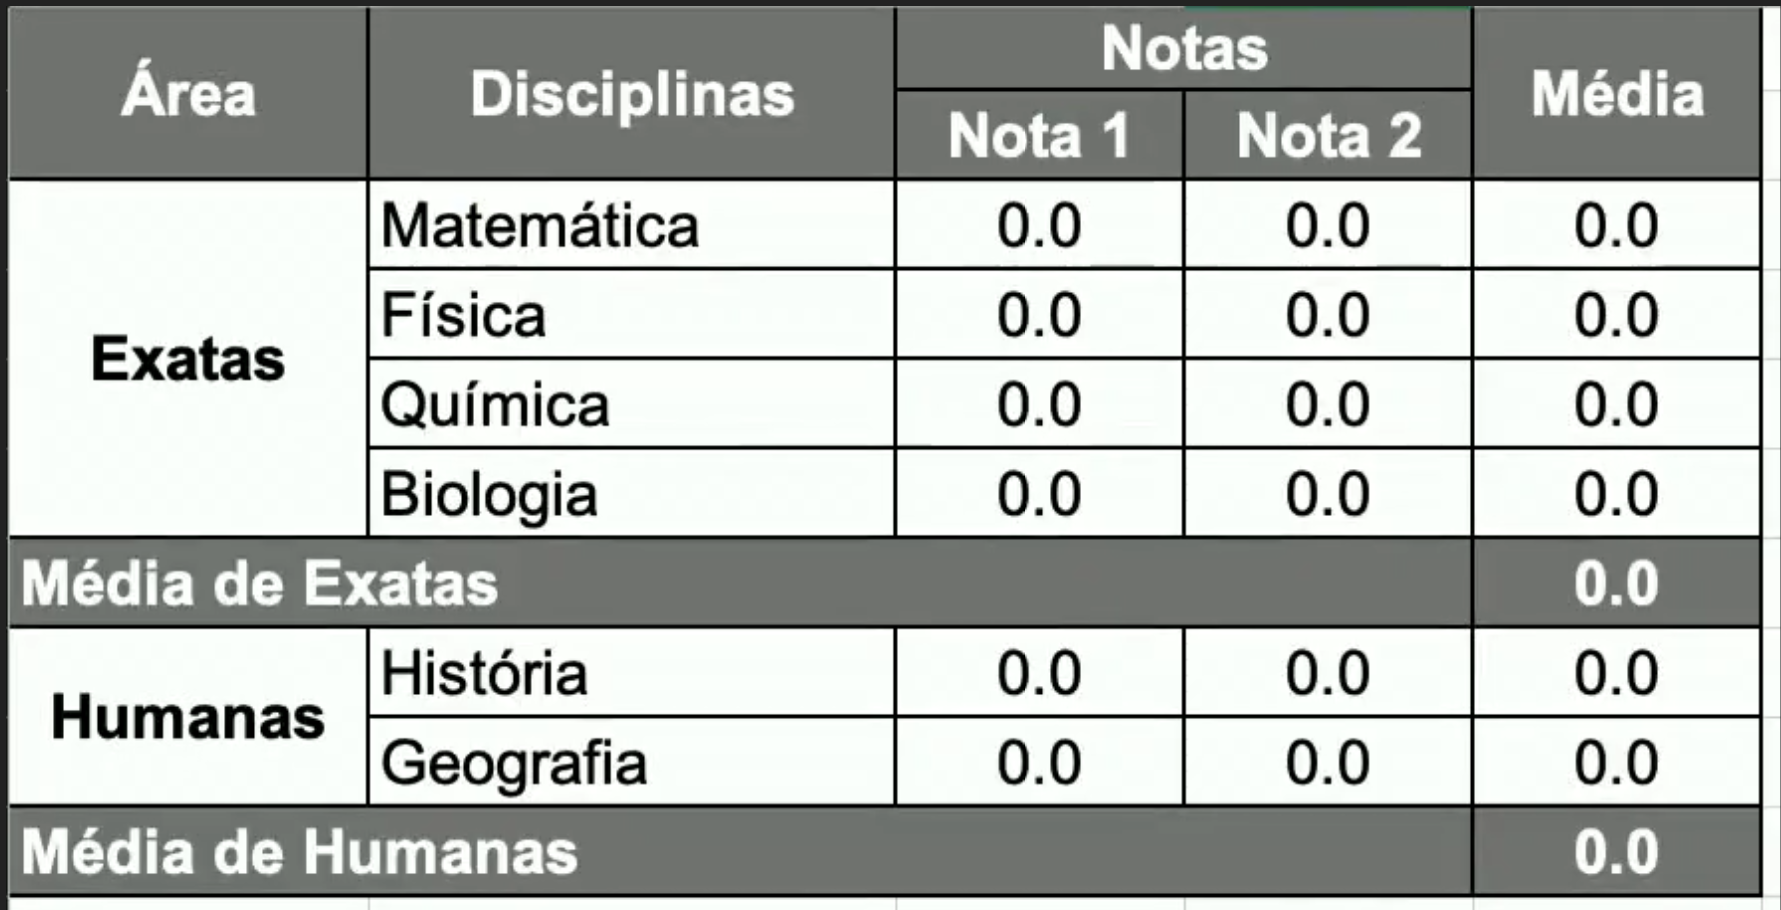 Área Disciplinas Notas Média
Nota 1 Nota 2
Exatas Matemática 0.0 0.0 0.0
Física 0.0 0.0 0.0
Química 0.0 0.0 0.0
Biologia 0.0 0.0 0.0
Média de Exatas 0.0
Humanas História 0.0 0.0 0.0
Geografia 0.0 0.0 0.0
Média de Humanas 0.0